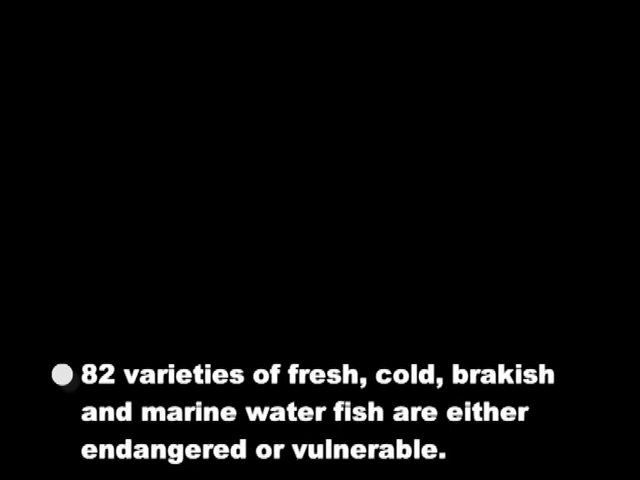 82 varieties of fresh, cold, brakish
and marine water fish are either
endangered or vulnerable.